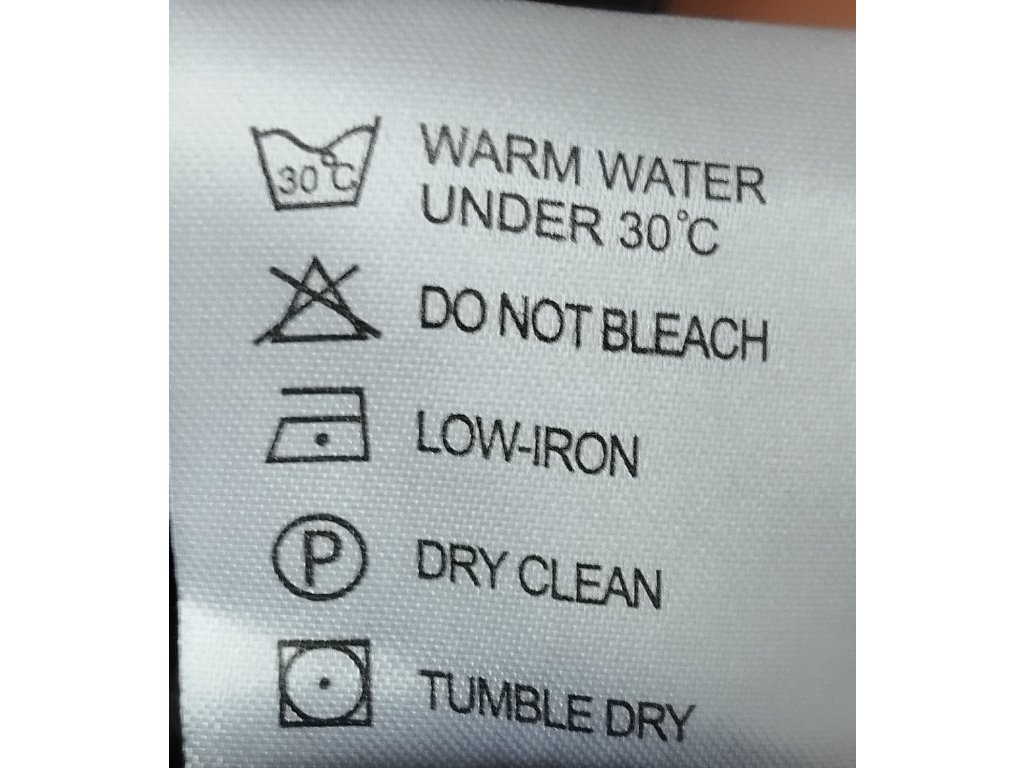 30°C
WARM WATER
UNDER 30°C
DO NOT BLEACH
LOW-IRON
P
DRY CLEAN
TUMBLE DRY